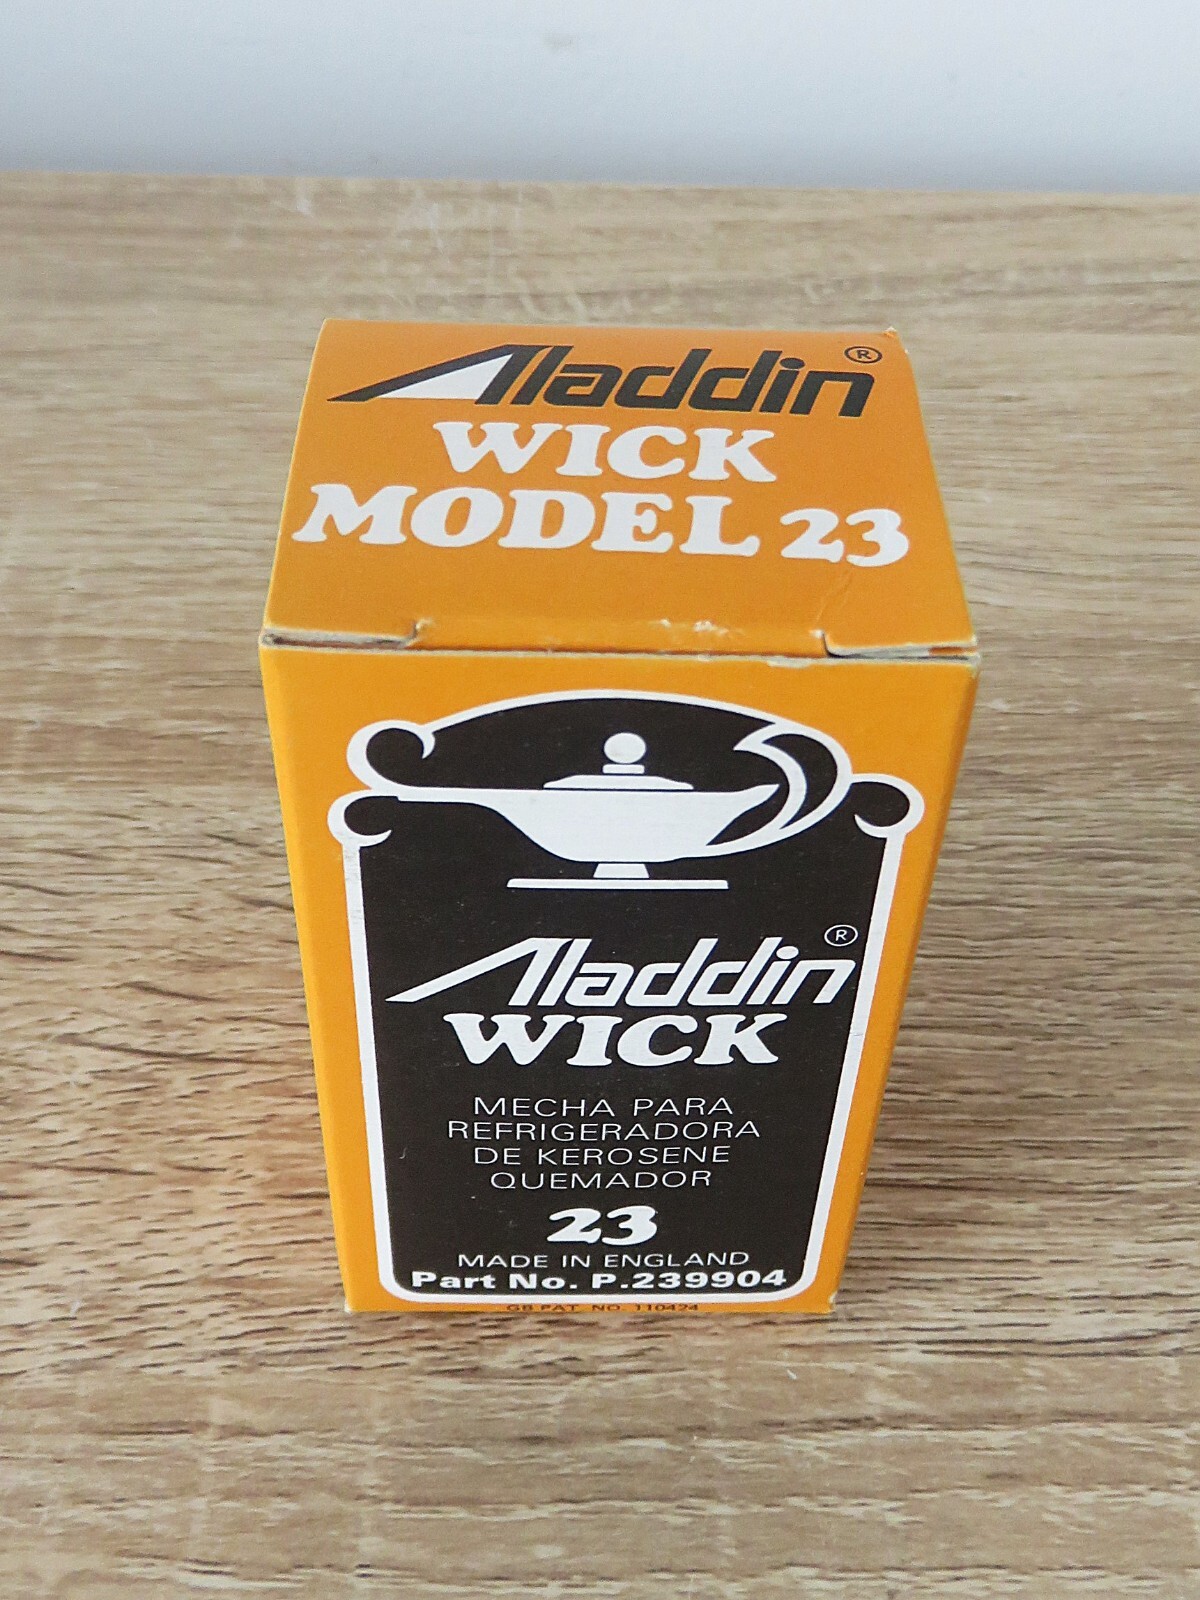 Aladdin®
WICK
MODEL 23
Aladdin®
WICK
MECHA PARA
REFRIGERADORA
DE KEROSENE
QUEMADOR
23
MADE IN ENGLAND
Part No. P.239904
GB PAT. NO. 110424